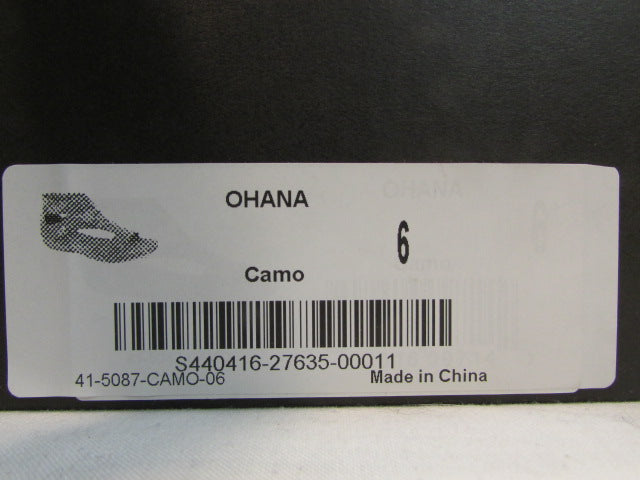 OHANA
6
Camo
S440416-27635-00011
41-5087-CAMO-06
Made in China